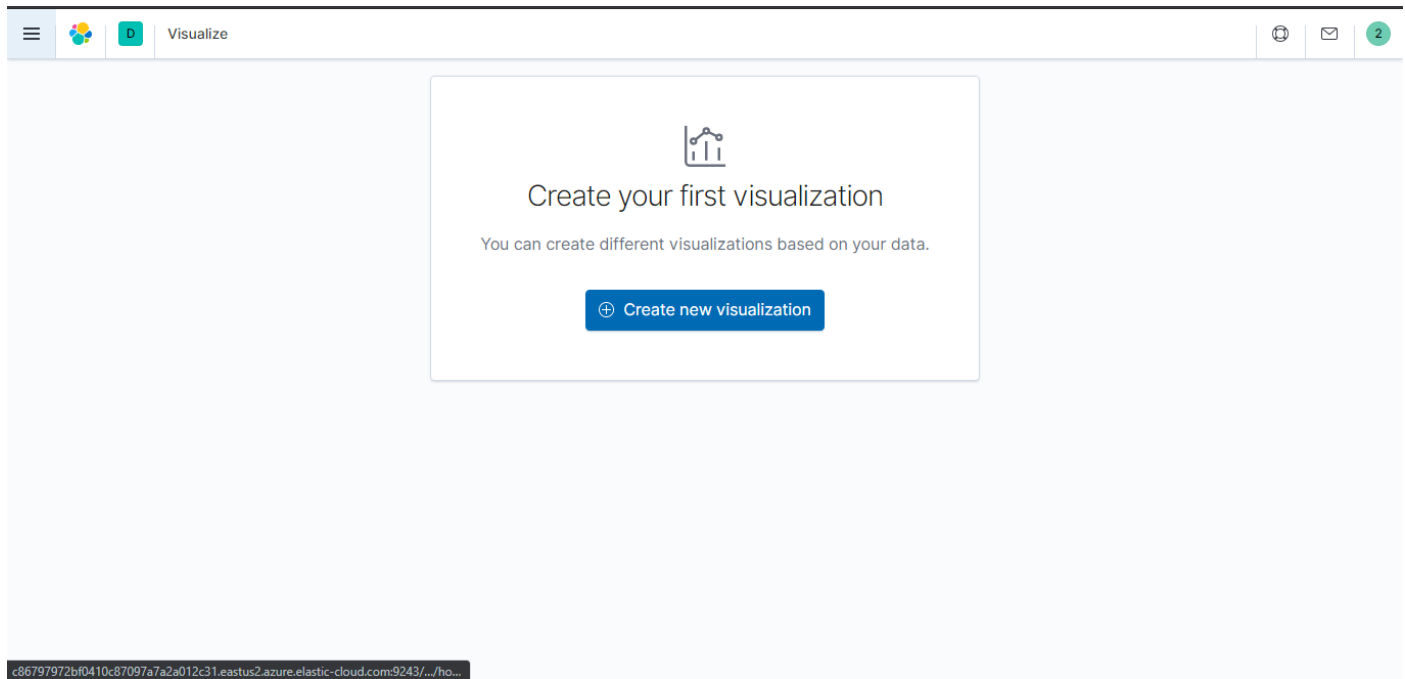 D Visualize 2
Create your first visualization
You can create different visualizations based on your data.
Create new visualization
c86797972bf0410c87097a7a2a012c31.eastus2.azure.elastic-cloud.com:9243/.../ho...